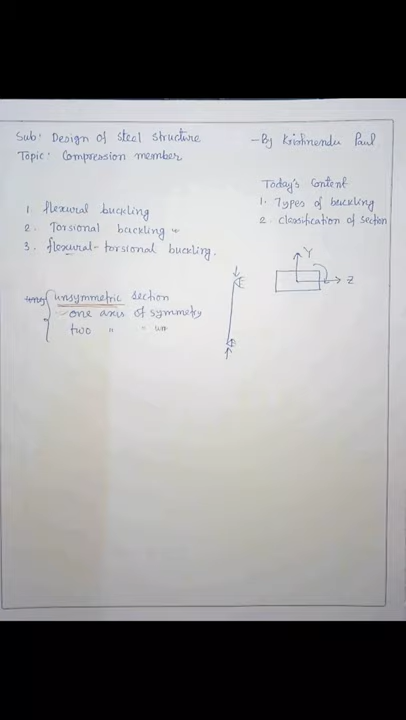 Sub: Design of steel structure
- By Krishnendu Paul
Topic: Compression member
Today's Content
1. Types of buckling
2. Classification of section
1. flexural buckling
2. Torsional buckling
3. flexural-torsional buckling.
Y
Z
unsymmetric section
one axis of symmetry
two " " un